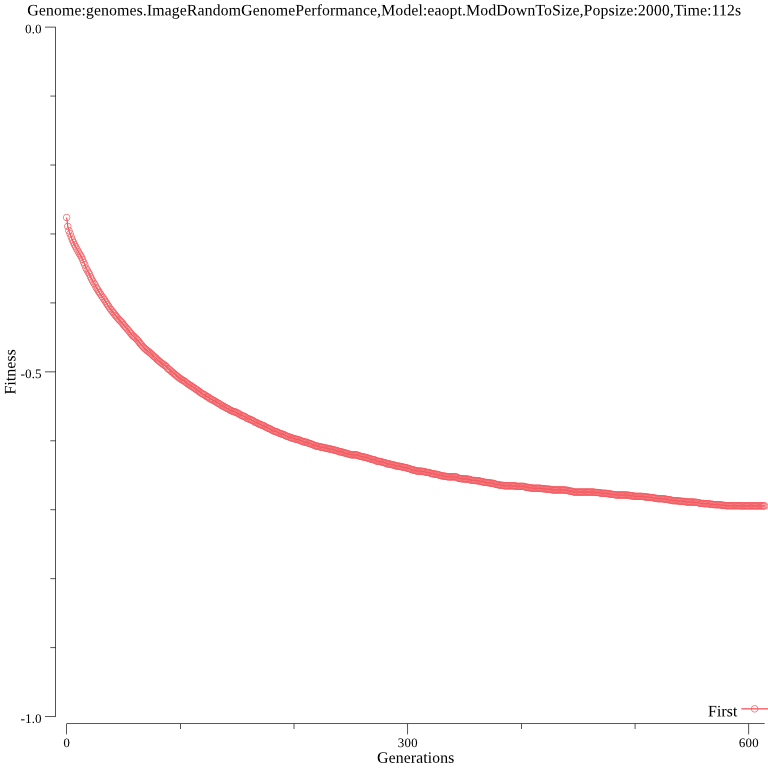 Genome:genomes.ImageRandomGenomePerformance,Model:eaopt.ModDownToSize,Popsize:2000,Time:112s
0.0
Fitness
-0.5
-1.0
First
0
300
600
Generations